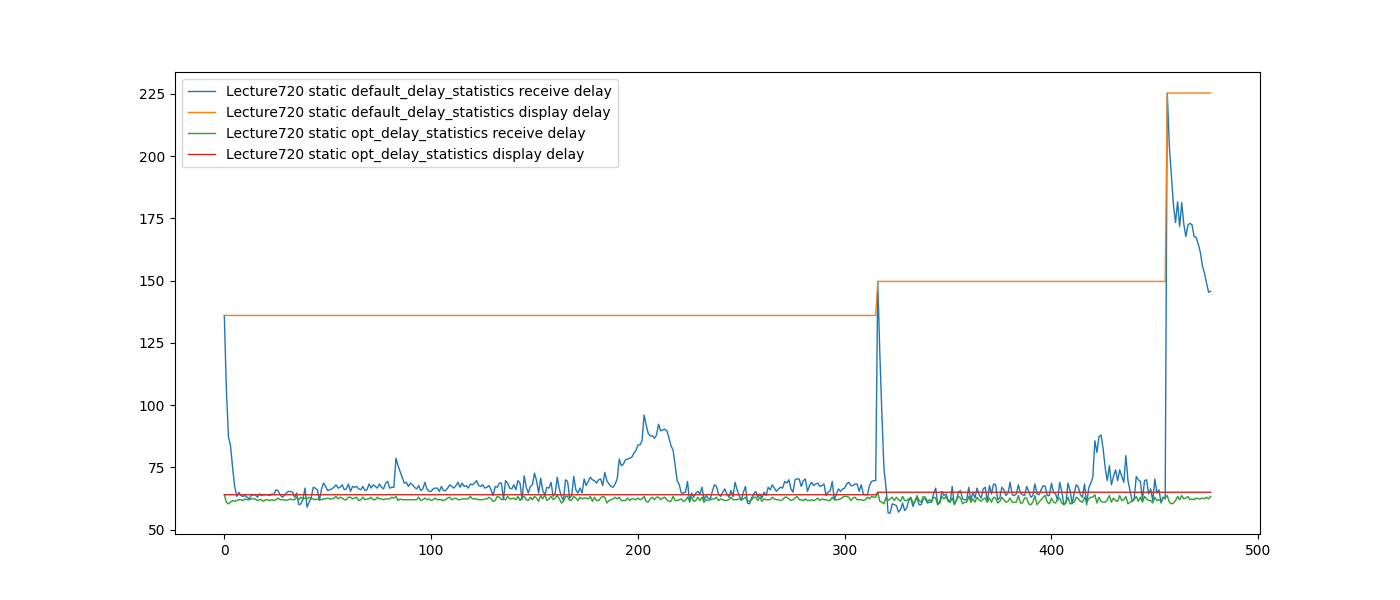 Lecture720 static default_delay_statistics receive delay
Lecture720 static default_delay_statistics display delay
Lecture720 static opt_delay_statistics receive delay
Lecture720 static opt_delay_statistics display delay
225
200
175
150
125
100
75
50
0 100 200 300 400 500